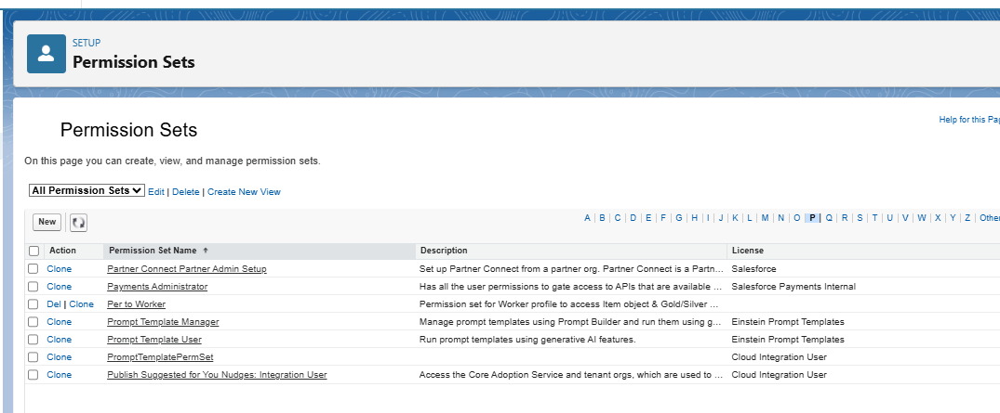 SETUP
Permission Sets
Permission Sets
Help for this Pa
On this page you can create, view, and manage permission sets.
All Permission Sets Edit | Delete | Create New View
New A | B | C | D | E | F | G | H | I | J | K | L | M | N | O | P | Q | R | S | T | U | V | W | X | Y | Z | Other
Action Permission Set Name ↑ Description License
Clone Partner Connect Partner Admin Setup Set up Partner Connect from a partner org. Partner Connect is a Partn... Salesforce
Clone Payments Administrator Has all the user permissions to gate access to APIs that are available ... Salesforce Payments Internal
Del | Clone Per to Worker Permission set for Worker profile to access Item object & Gold/Silver ...
Clone Prompt Template Manager Manage prompt templates using Prompt Builder and run them using g... Einstein Prompt Templates
Clone Prompt Template User Run prompt templates using generative AI features. Einstein Prompt Templates
Clone PromptTemplatePermSet Cloud Integration User
Clone Publish Suggested for You Nudges: Integration User Access the Core Adoption Service and tenant orgs, which are used to ... Cloud Integration User